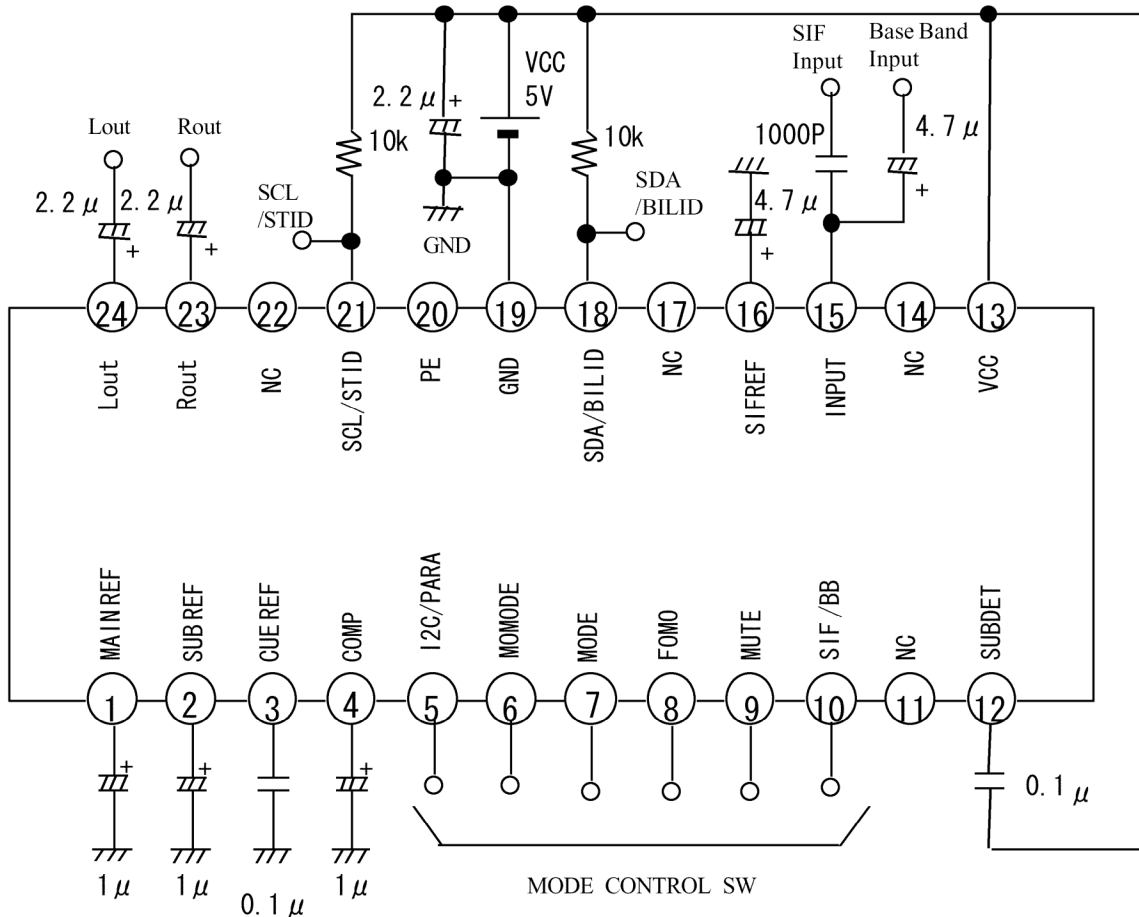 SIF
Input
Base Band
Input
VCC
5V
2.2μ
+
10k
10k
1000P
4.7μ
+
Lout
Rout
2.2μ
+
2.2μ
+
SCL
/STID
GND
SDA
/BILID
4.7μ
+
24
23
22
21
20
19
18
17
16
15
14
13
Lout
Rout
NC
SCL/STID
PE
GND
SDA/BILID
NC
SIFREF
INPUT
NC
VCC
MAINREF
SUBREF
CUEREF
COMP
I2C/PARA
MOMODE
MODE
FOMO
MUTE
SIF/BB
NC
SUBDET
1
2
3
4
5
6
7
8
9
10
11
12
+
+
+
0.1μ
1μ
1μ
0.1μ
1μ
MODE CONTROL SW